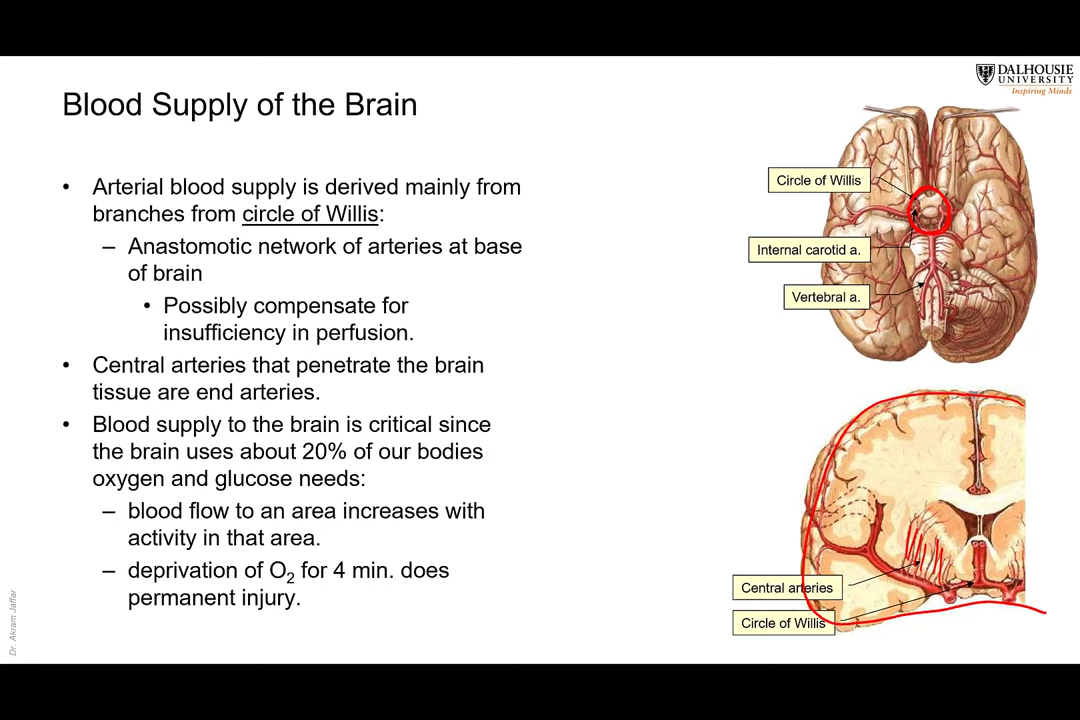 DALHOUSIE
UNIVERSITY
Inspiring Minds
Blood Supply of the Brain
• Arterial blood supply is derived mainly from
branches from circle of Willis:
– Anastomotic network of arteries at base
of brain
• Possibly compensate for
insufficiency in perfusion.
• Central arteries that penetrate the brain
tissue are end arteries.
• Blood supply to the brain is critical since
the brain uses about 20% of our bodies
oxygen and glucose needs:
– blood flow to an area increases with
activity in that area.
– deprivation of O₂ for 4 min. does
permanent injury.
Circle of Willis
Internal carotid a.
Vertebral a.
Central arteries
Circle of Willis
Dr. Akram Jaffar